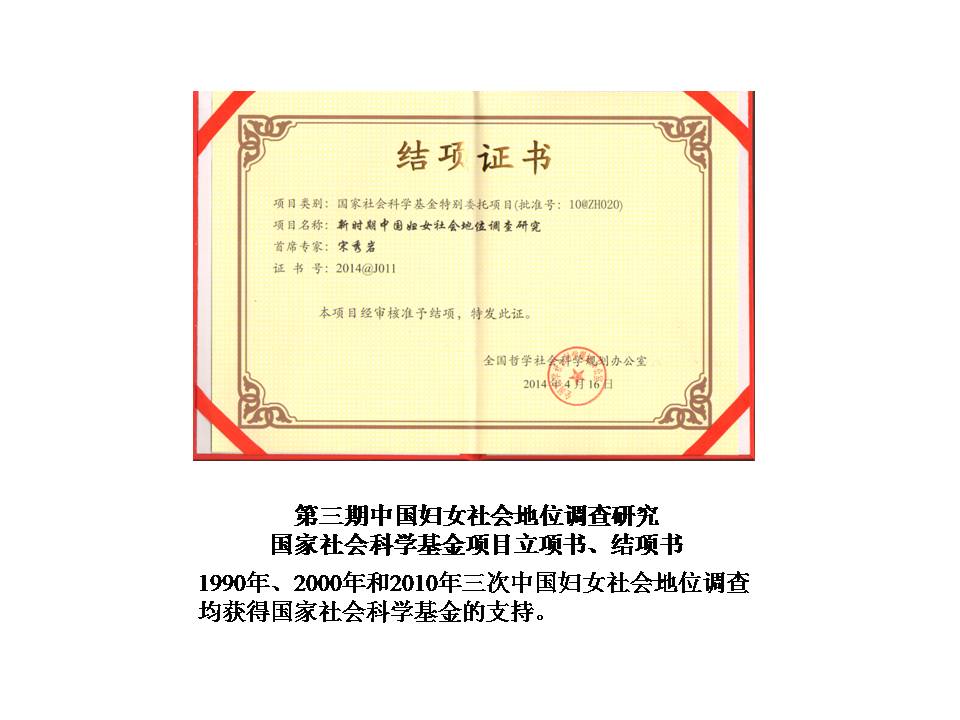 结项证书
项目类别：国家社会科学基金特别委托项目(批准号：10@ZH020)
项目名称：新时期中国妇女社会地位调查研究
首席专家：宋秀岩
证 书 号：2014@J011
本项目经审核准予结项，特发此证。
全国哲学社会科学规划办公室
2014年4月16日
第三期中国妇女社会地位调查研究
国家社会科学基金项目立项书、结项书
1990年、2000年和2010年三次中国妇女社会地位调查
均获得国家社会科学基金的支持。